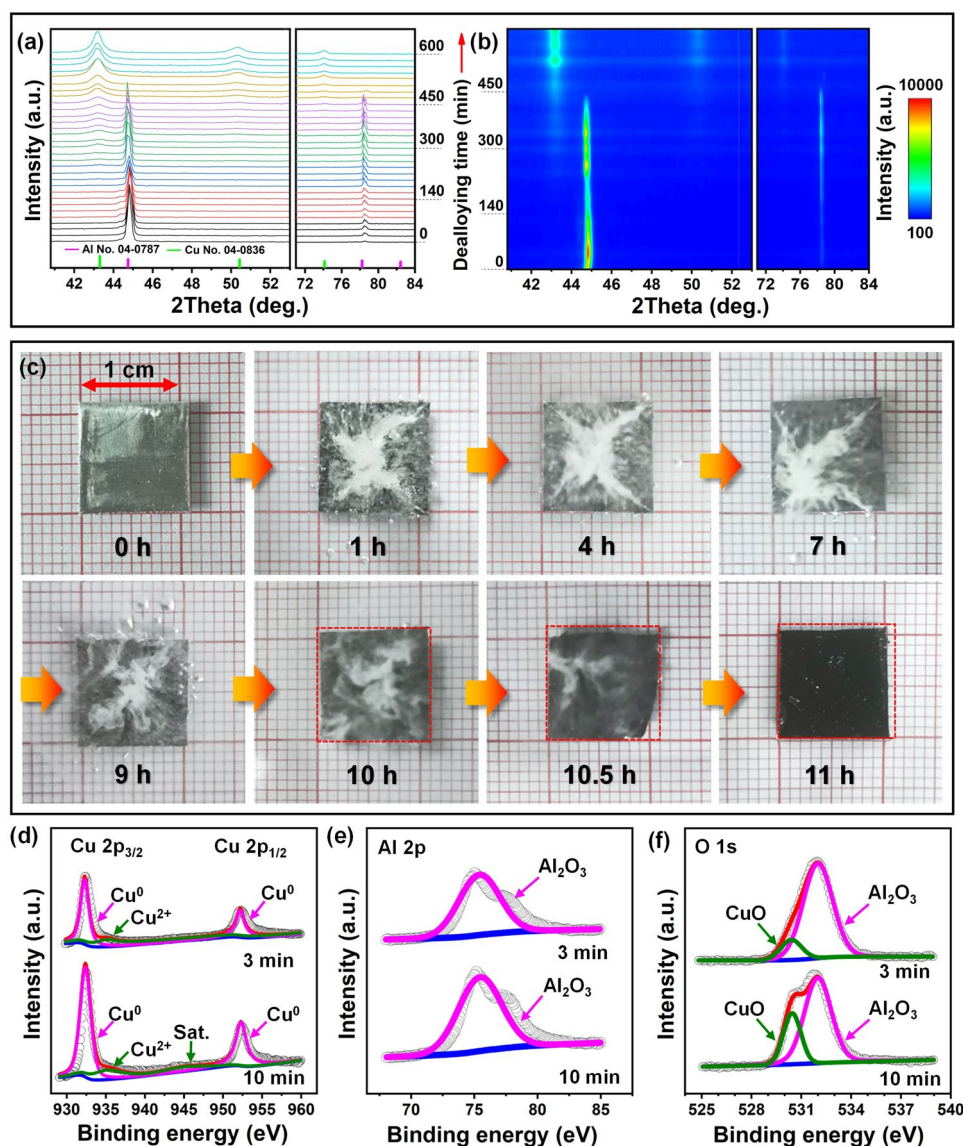 (a)
Intensity (a.u.)
600
450
300
140
0
Dealloying time (min)
Al No. 04-0787
Cu No. 04-0836
42 44 46 48 50 52 72 76 80 84
2Theta (deg.)
(b)
450
300
140
0
42 44 46 48 50 52 72 76 80 84
2Theta (deg.)
10000
Intensity (a.u.)
100
(c)
1 cm
0 h
1 h
4 h
7 h
9 h
10 h
10.5 h
11 h
(d)
Cu 2p3/2
Cu 2p1/2
Cu0
Cu2+
Cu0
3 min
Cu0
Cu2+
Sat.
Cu0
10 min
Intensity (a.u.)
930 935 940 945 950 955 960
Binding energy (eV)
(e)
Al 2p
Al2O3
3 min
Al2O3
10 min
Intensity (a.u.)
70 75 80 85
Binding energy (eV)
(f)
O 1s
CuO
Al2O3
3 min
CuO
Al2O3
10 min
Intensity (a.u.)
525 528 531 534 537 540
Binding energy (eV)